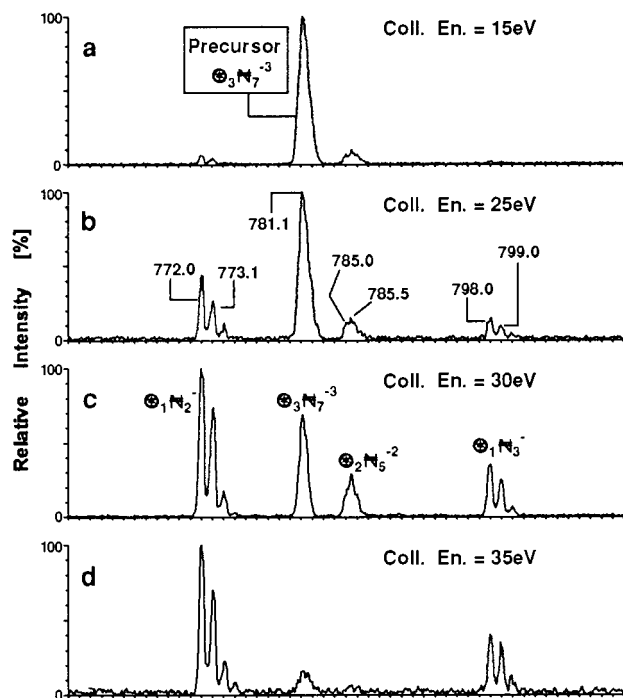 Relative Intensity [%]
100
0
a
Precursor
⊛₃N₇⁻³
Coll. En. = 15eV
100
0
b
772.0
773.1
781.1
785.0
785.5
798.0
799.0
Coll. En. = 25eV
100
0
c
⊛₁N₂⁻
⊛₃N₇⁻³
⊛₂N₅⁻²
⊛₁N₃⁻
Coll. En. = 30eV
100
0
d
Coll. En. = 35eV